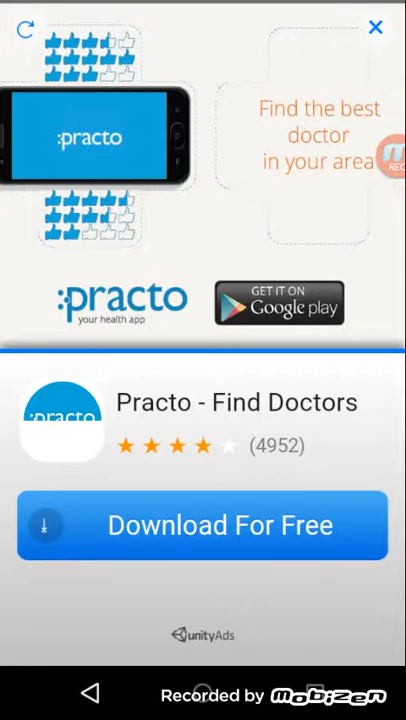 :practo
Find the best
doctor
in your area
REC
:practo
your health app
GET IT ON
Google play
:practo
Practo - Find Doctors
(4952)
Download For Free
unityAds
Recorded by mobizen